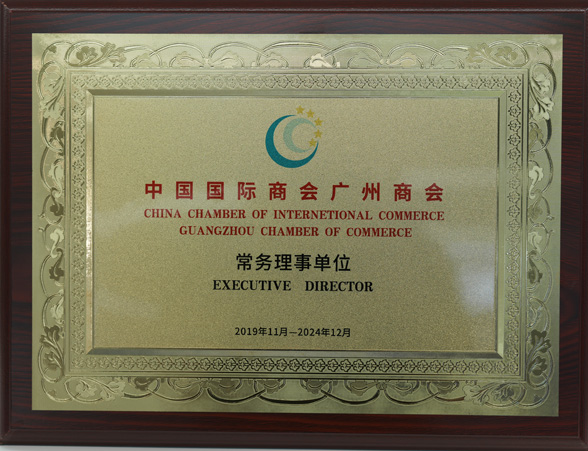 中国国际商会广州商会
CHINA CHAMBER OF INTERNETIONAL COMMERCE
GUANGZHOU CHAMBER OF COMMERCE
常务理事单位
EXECUTIVE DIRECTOR
2019年11月—2024年12月